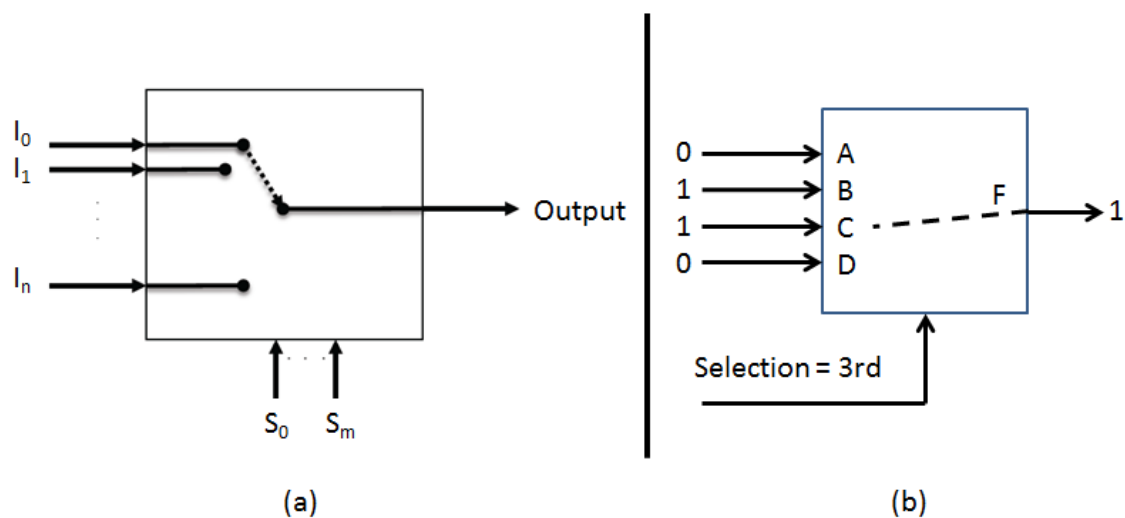 I₀
I₁
Iₙ
Output
S₀ Sₘ
(a)
0 A
1 B
1 C
0 D
F
1
Selection = 3rd
(b)